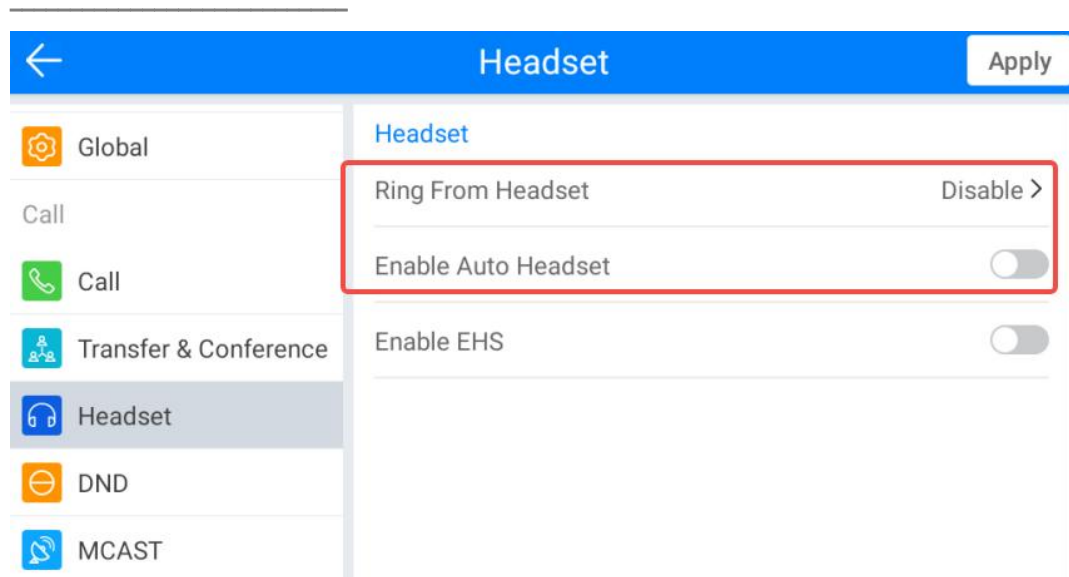 Headset
Apply
Global
Call
Call
Transfer & Conference
Headset
DND
MCAST
Headset
Ring From Headset Disable
Enable Auto Headset
Enable EHS